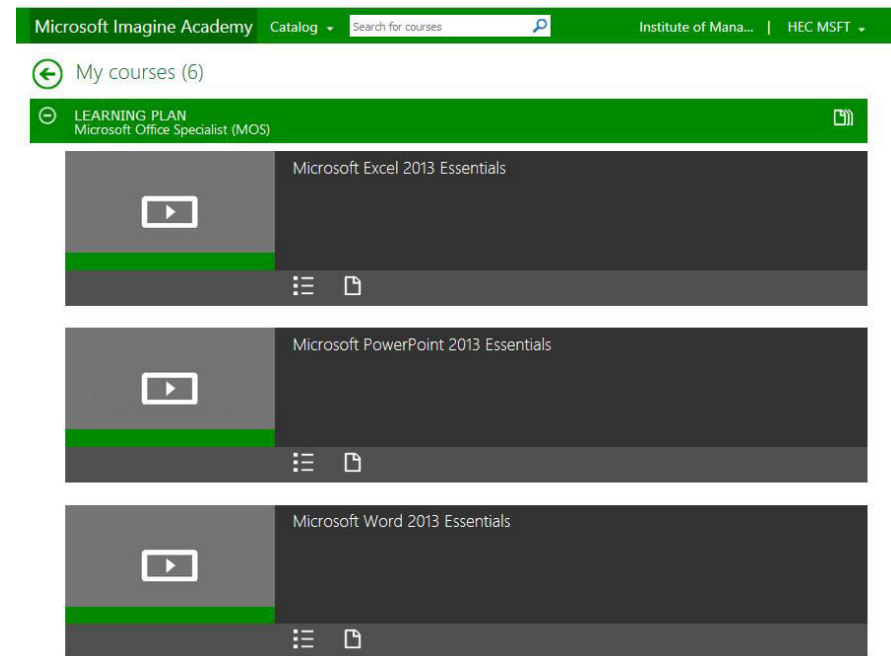 Microsoft Imagine Academy Catalog Search for courses Institute of Mana... | HEC MSFT
My courses (6)
LEARNING PLAN
Microsoft Office Specialist (MOS)
Microsoft Excel 2013 Essentials
Microsoft PowerPoint 2013 Essentials
Microsoft Word 2013 Essentials